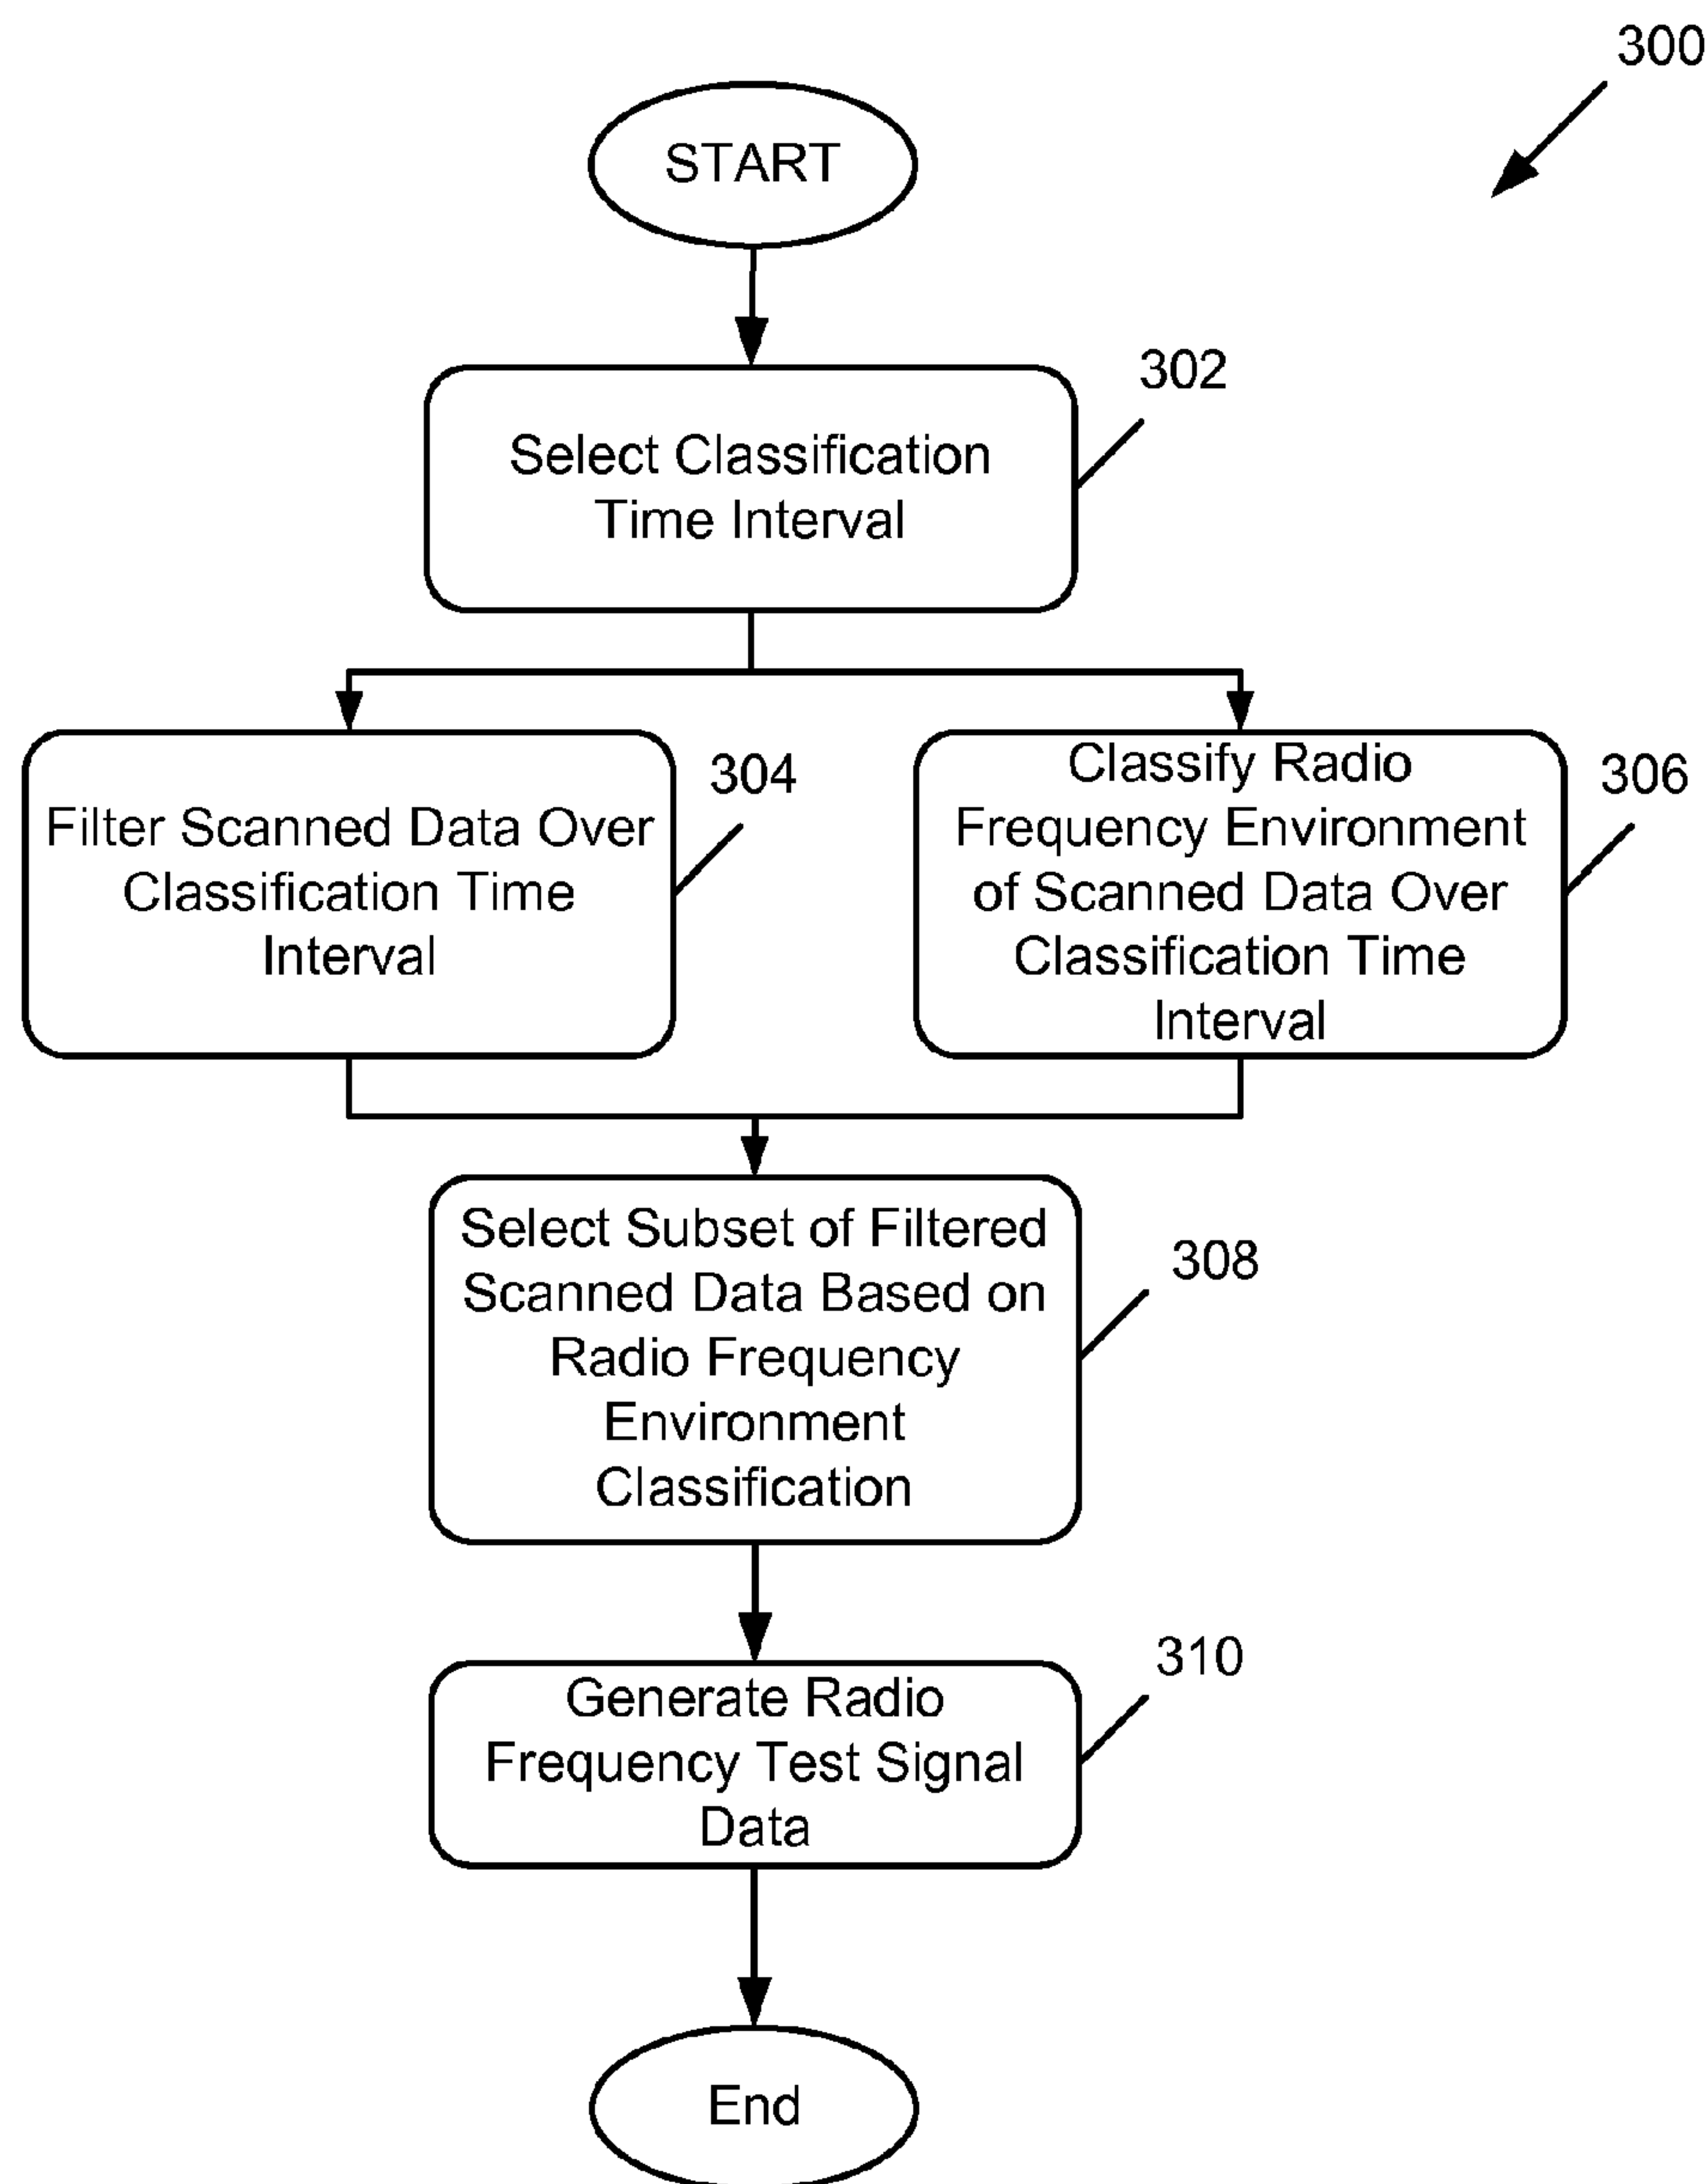 300
START
302
Select Classification
Time Interval
304
Filter Scanned Data Over
Classification Time
Interval
306
Classify Radio
Frequency Environment
of Scanned Data Over
Classification Time
Interval
308
Select Subset of Filtered
Scanned Data Based on
Radio Frequency
Environment
Classification
310
Generate Radio
Frequency Test Signal
Data
End